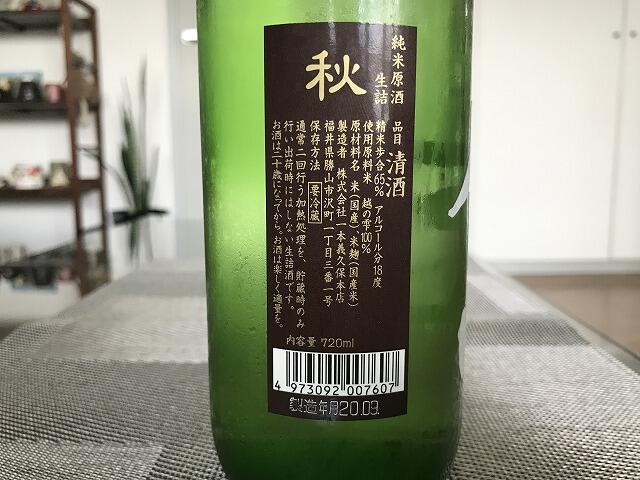 純米原酒
生詰
秋
品目 清酒
精米歩合65% アルコール分18度
使用原料米 越の雫100%
原材料名 米(国産) 米麹(国産米)
製造者 株式会社一本義久保本店
福井県勝山市沢町一丁目三番一号
保存方法 要冷蔵
通常二回行う加熱処理を、貯蔵時のみ
行い出荷時にはしない生詰酒です。
お酒は二十歳になってから。お酒は楽しく適量を。
内容量 720ml
4 973092 007607
製造年月20.09.